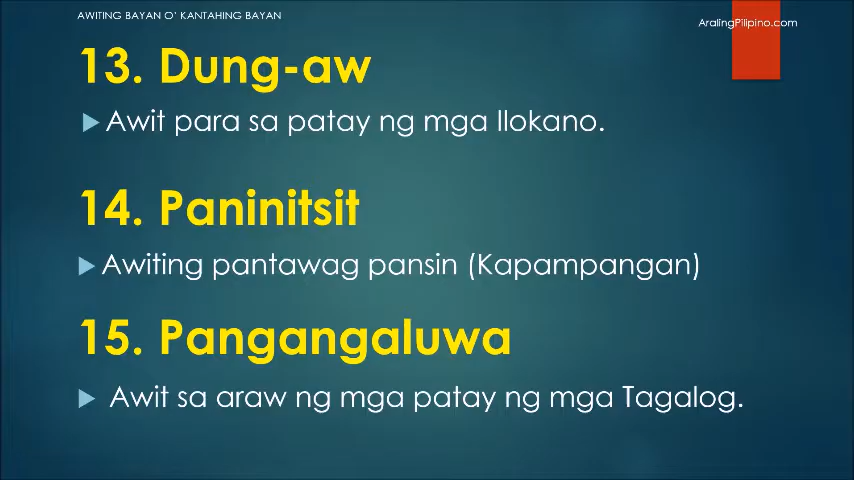 AWITING BAYAN O' KANTAHING BAYAN
AralingPilipino.com
13. Dung-aw
Awit para sa patay ng mga Ilokano.
14. Paninitsit
Awiting pantawag pansin (Kapampangan)
15. Pangangaluwa
Awit sa araw ng mga patay ng mga Tagalog.